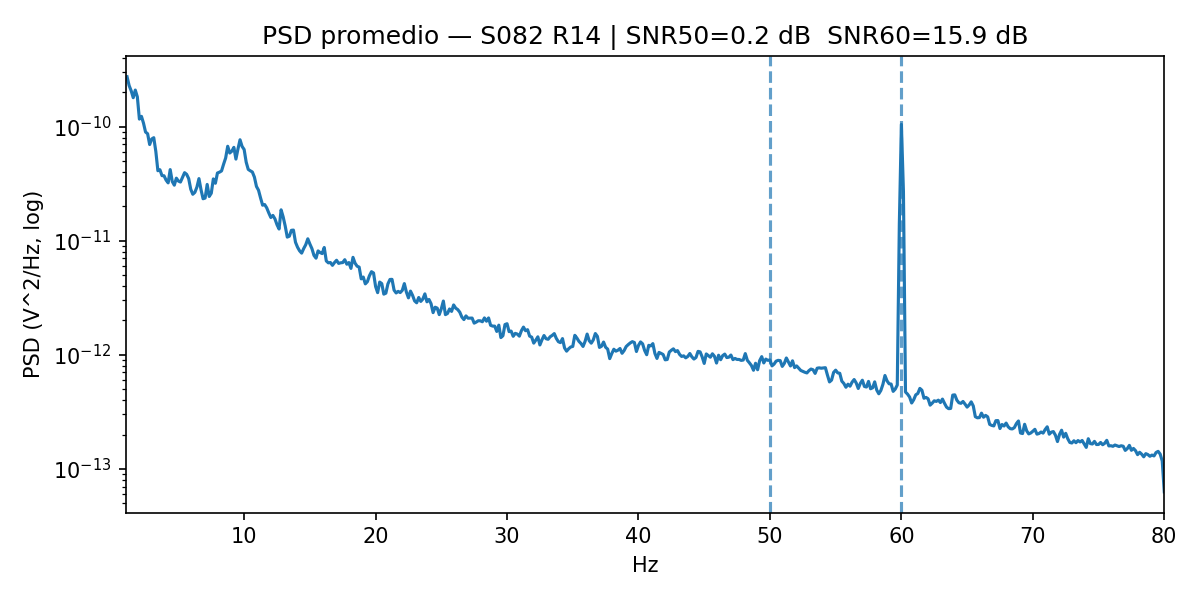 PSD promedio — S082 R14 | SNR50=0.2 dB  SNR60=15.9 dB
PSD (V^2/Hz, log)
10⁻¹⁰
10⁻¹¹
10⁻¹²
10⁻¹³
10 20 30 40 50 60 70 80
Hz